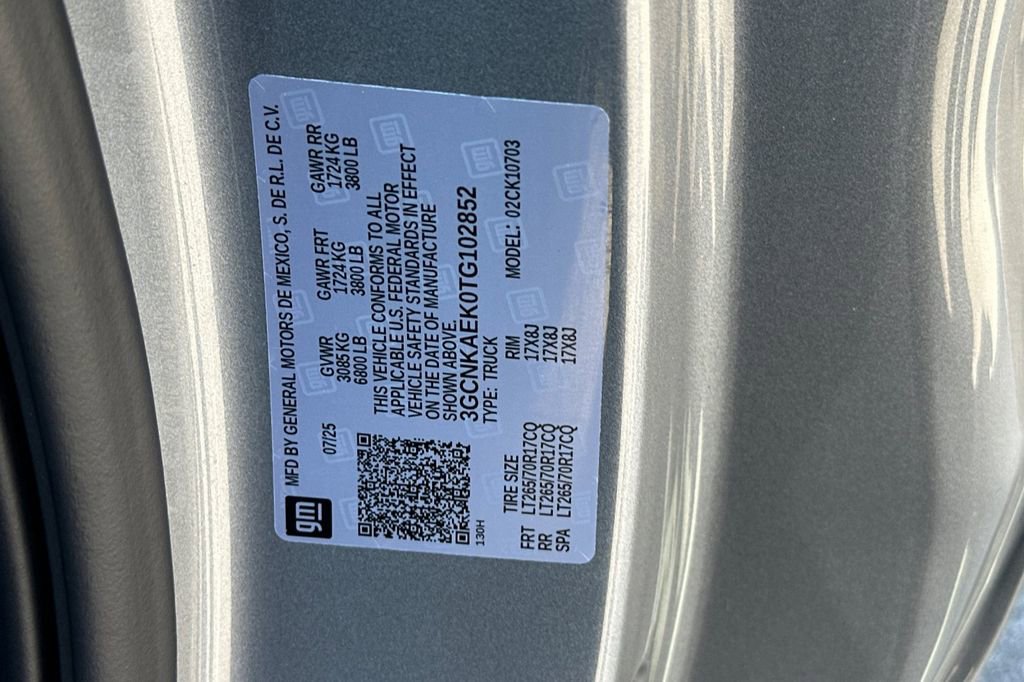 gm
MFD BY GENERAL MOTORS DE MEXICO, S. DE R.L. DE C.V.
07/25 GVWR GAWR FRT GAWR RR
3085 KG 1724 KG 1724 KG
6800 LB 3800 LB 3800 LB
THIS VEHICLE CONFORMS TO ALL
APPLICABLE U.S. FEDERAL MOTOR
VEHICLE SAFETY STANDARDS IN EFFECT
ON THE DATE OF MANUFACTURE
SHOWN ABOVE.
3GCNKAEK0TG102852
TYPE: TRUCK MODEL: 02CK10703
130H
TIRE SIZE RIM
FRT LT265/70R17CQ 17X8J
RR LT265/70R17CQ 17X8J
SPA LT265/70R17CQ 17X8J